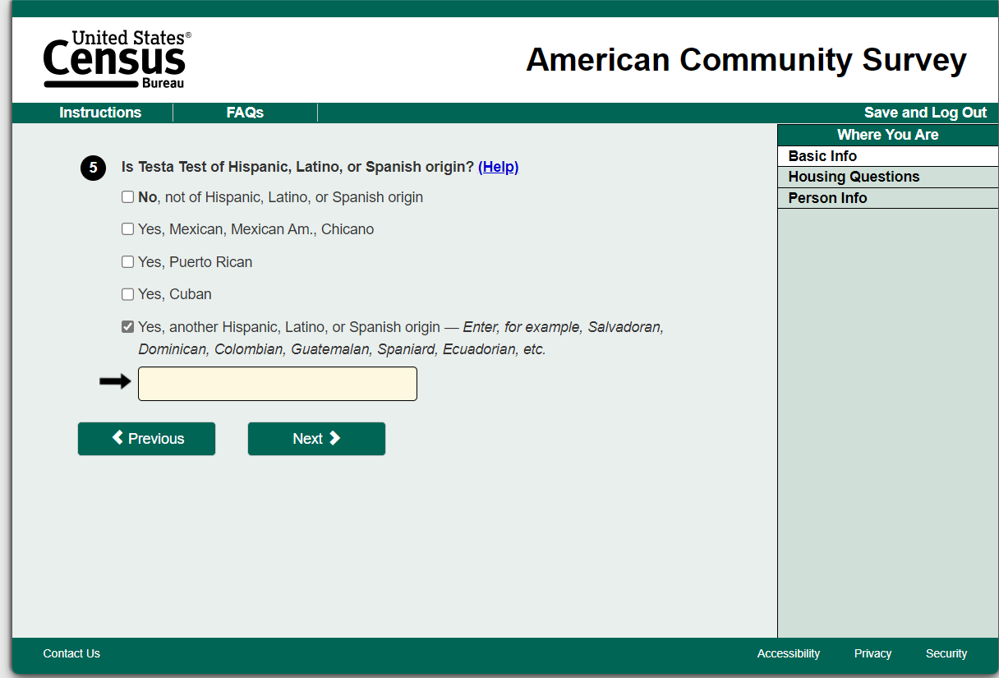 United States®
Census
Bureau
American Community Survey
Instructions
FAQs
Save and Log Out
Where You Are
Basic Info
Housing Questions
Person Info
5 Is Testa Test of Hispanic, Latino, or Spanish origin? (Help)
No, not of Hispanic, Latino, or Spanish origin
Yes, Mexican, Mexican Am., Chicano
Yes, Puerto Rican
Yes, Cuban
Yes, another Hispanic, Latino, or Spanish origin — Enter, for example, Salvadoran,
Dominican, Colombian, Guatemalan, Spaniard, Ecuadorian, etc.
Previous
Next
Contact Us
Accessibility
Privacy
Security